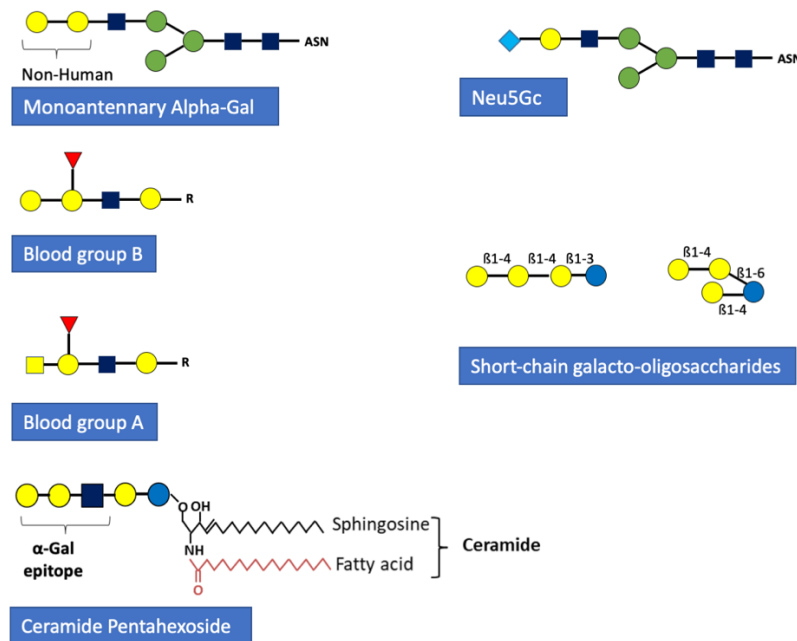 ASN
Non-Human
Monoantennary Alpha-Gal
ASN
Neu5Gc
R
Blood group B
ß1-4 ß1-4 ß1-3
ß1-4
ß1-6
ß1-4
Short-chain galacto-oligosaccharides
R
Blood group A
α-Gal
epitope
O OH
NH
O
Sphingosine
Fatty acid
Ceramide
Ceramide Pentahexoside